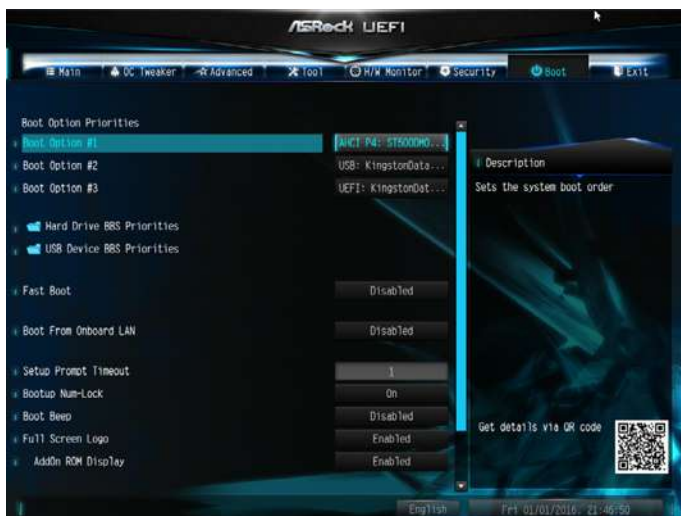 ASRock UEFI
Main OC Tweaker Advanced Tool H/W Monitor Security Boot Exit
Boot Option Priorities
Boot Option #1 AHCI P4: ST500DM0...
Boot Option #2 USB: KingstonData...
Boot Option #3 UEFI: KingstonDat...
Hard Drive BBS Priorities
USB Device BBS Priorities
Fast Boot Disabled
Boot From Onboard LAN Disabled
Setup Prompt Timeout 1
Bootup Num-Lock On
Boot Beep Disabled
Full Screen Logo Enabled
AddOn ROM Display Enabled
Description
Sets the system boot order
Get details via QR code
English Fri 01/01/2016, 21:46:50